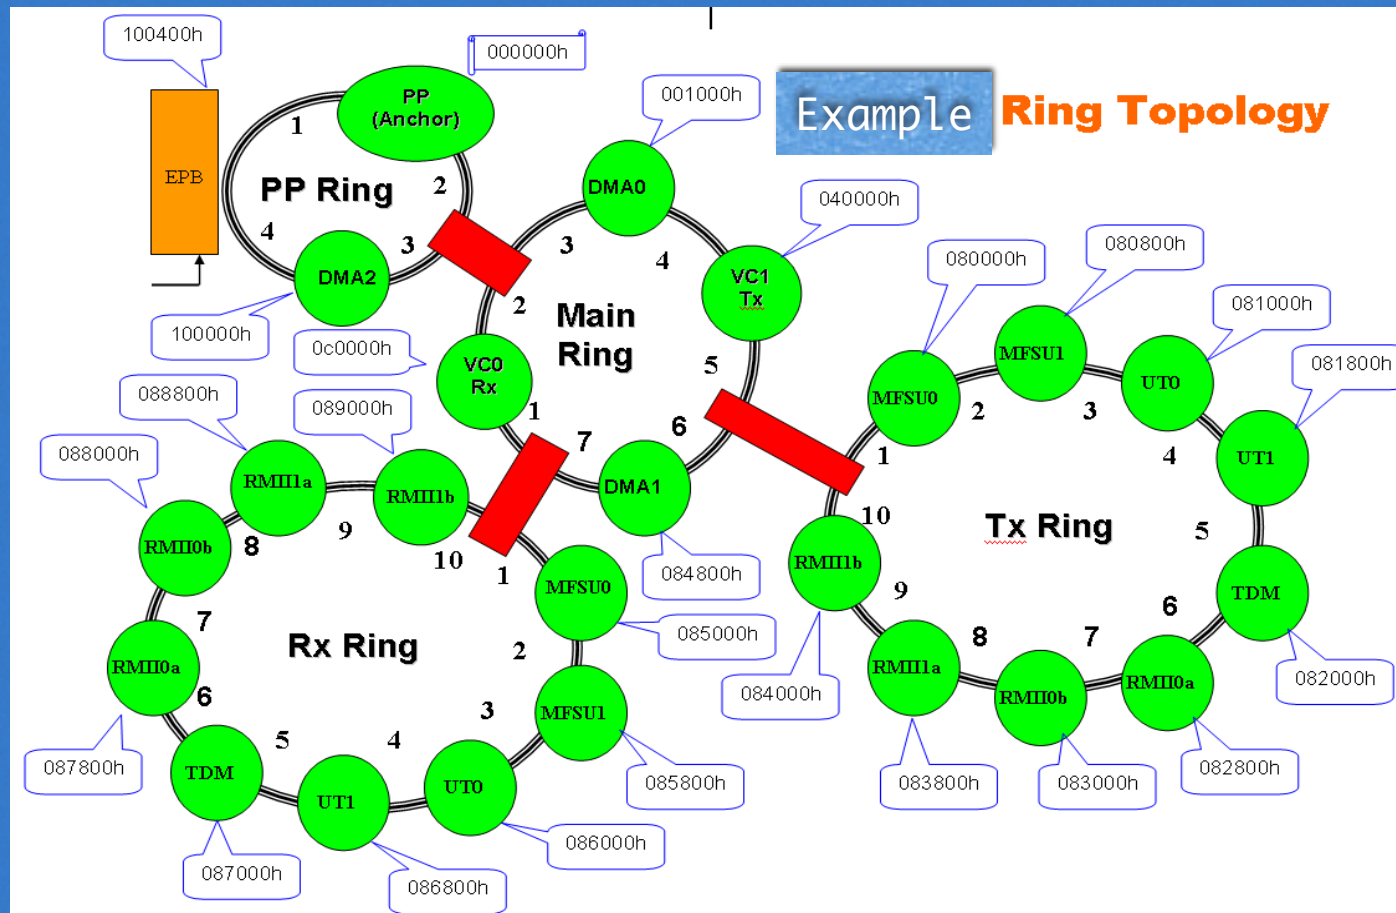 Example
Ring Topology
100400h
000000h
EPB
PP
(Anchor)
1
2
PP Ring
4
3
DMA2
100000h
001000h
DMA0
040000h
VC1
Tx
3
4
2
Main
Ring
5
0c0000h
VC0
Rx
1
7
6
DMA1
084800h
080000h
080800h
081000h
081800h
MFSU0
MFSU1
UT0
UT1
1
2
3
4
10
Tx Ring
5
RMII1b
TDM
9
8
7
6
RMII1a
RMII0b
RMII0a
084000h
083800h
083000h
082800h
082000h
088800h
089000h
088000h
RMII1a
RMII1b
RMII0b
8
9
10
1
MFSU0
085000h
7
Rx Ring
2
RMII0a
6
3
MFSU1
087800h
5
4
TDM
UT1
UT0
085800h
087000h
086800h
086000h